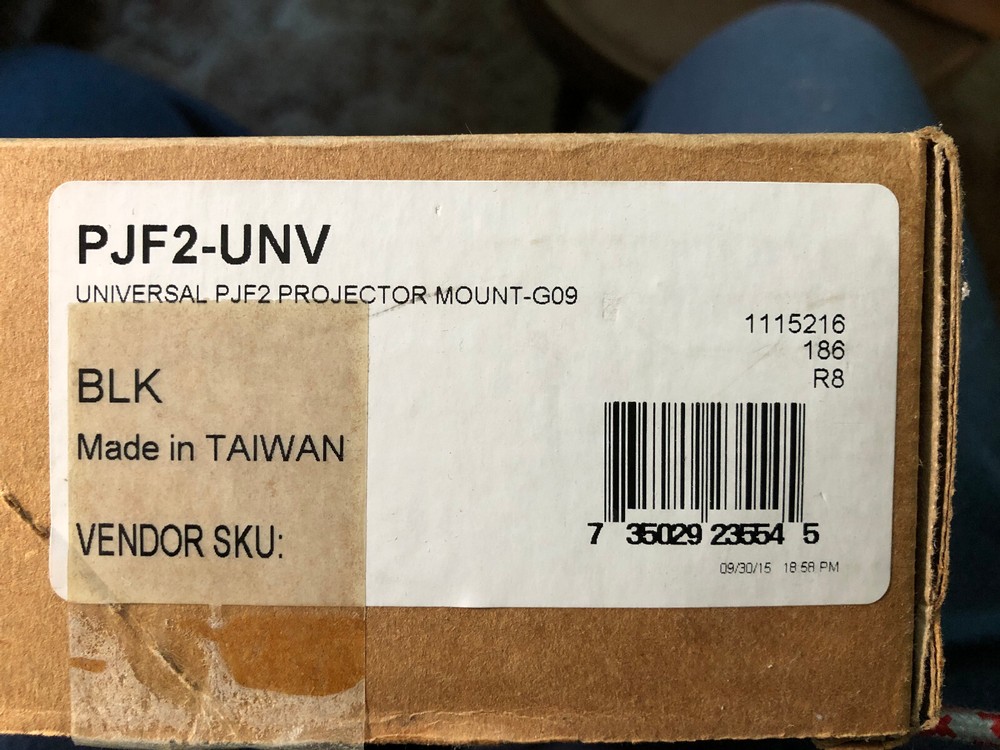 PJF2-UNV
UNIVERSAL PJF2 PROJECTOR MOUNT-G09
1115216
186
R8
BLK
Made in TAIWAN
VENDOR SKU:
7 35029 23554 5
09/30/15 18:58 PM